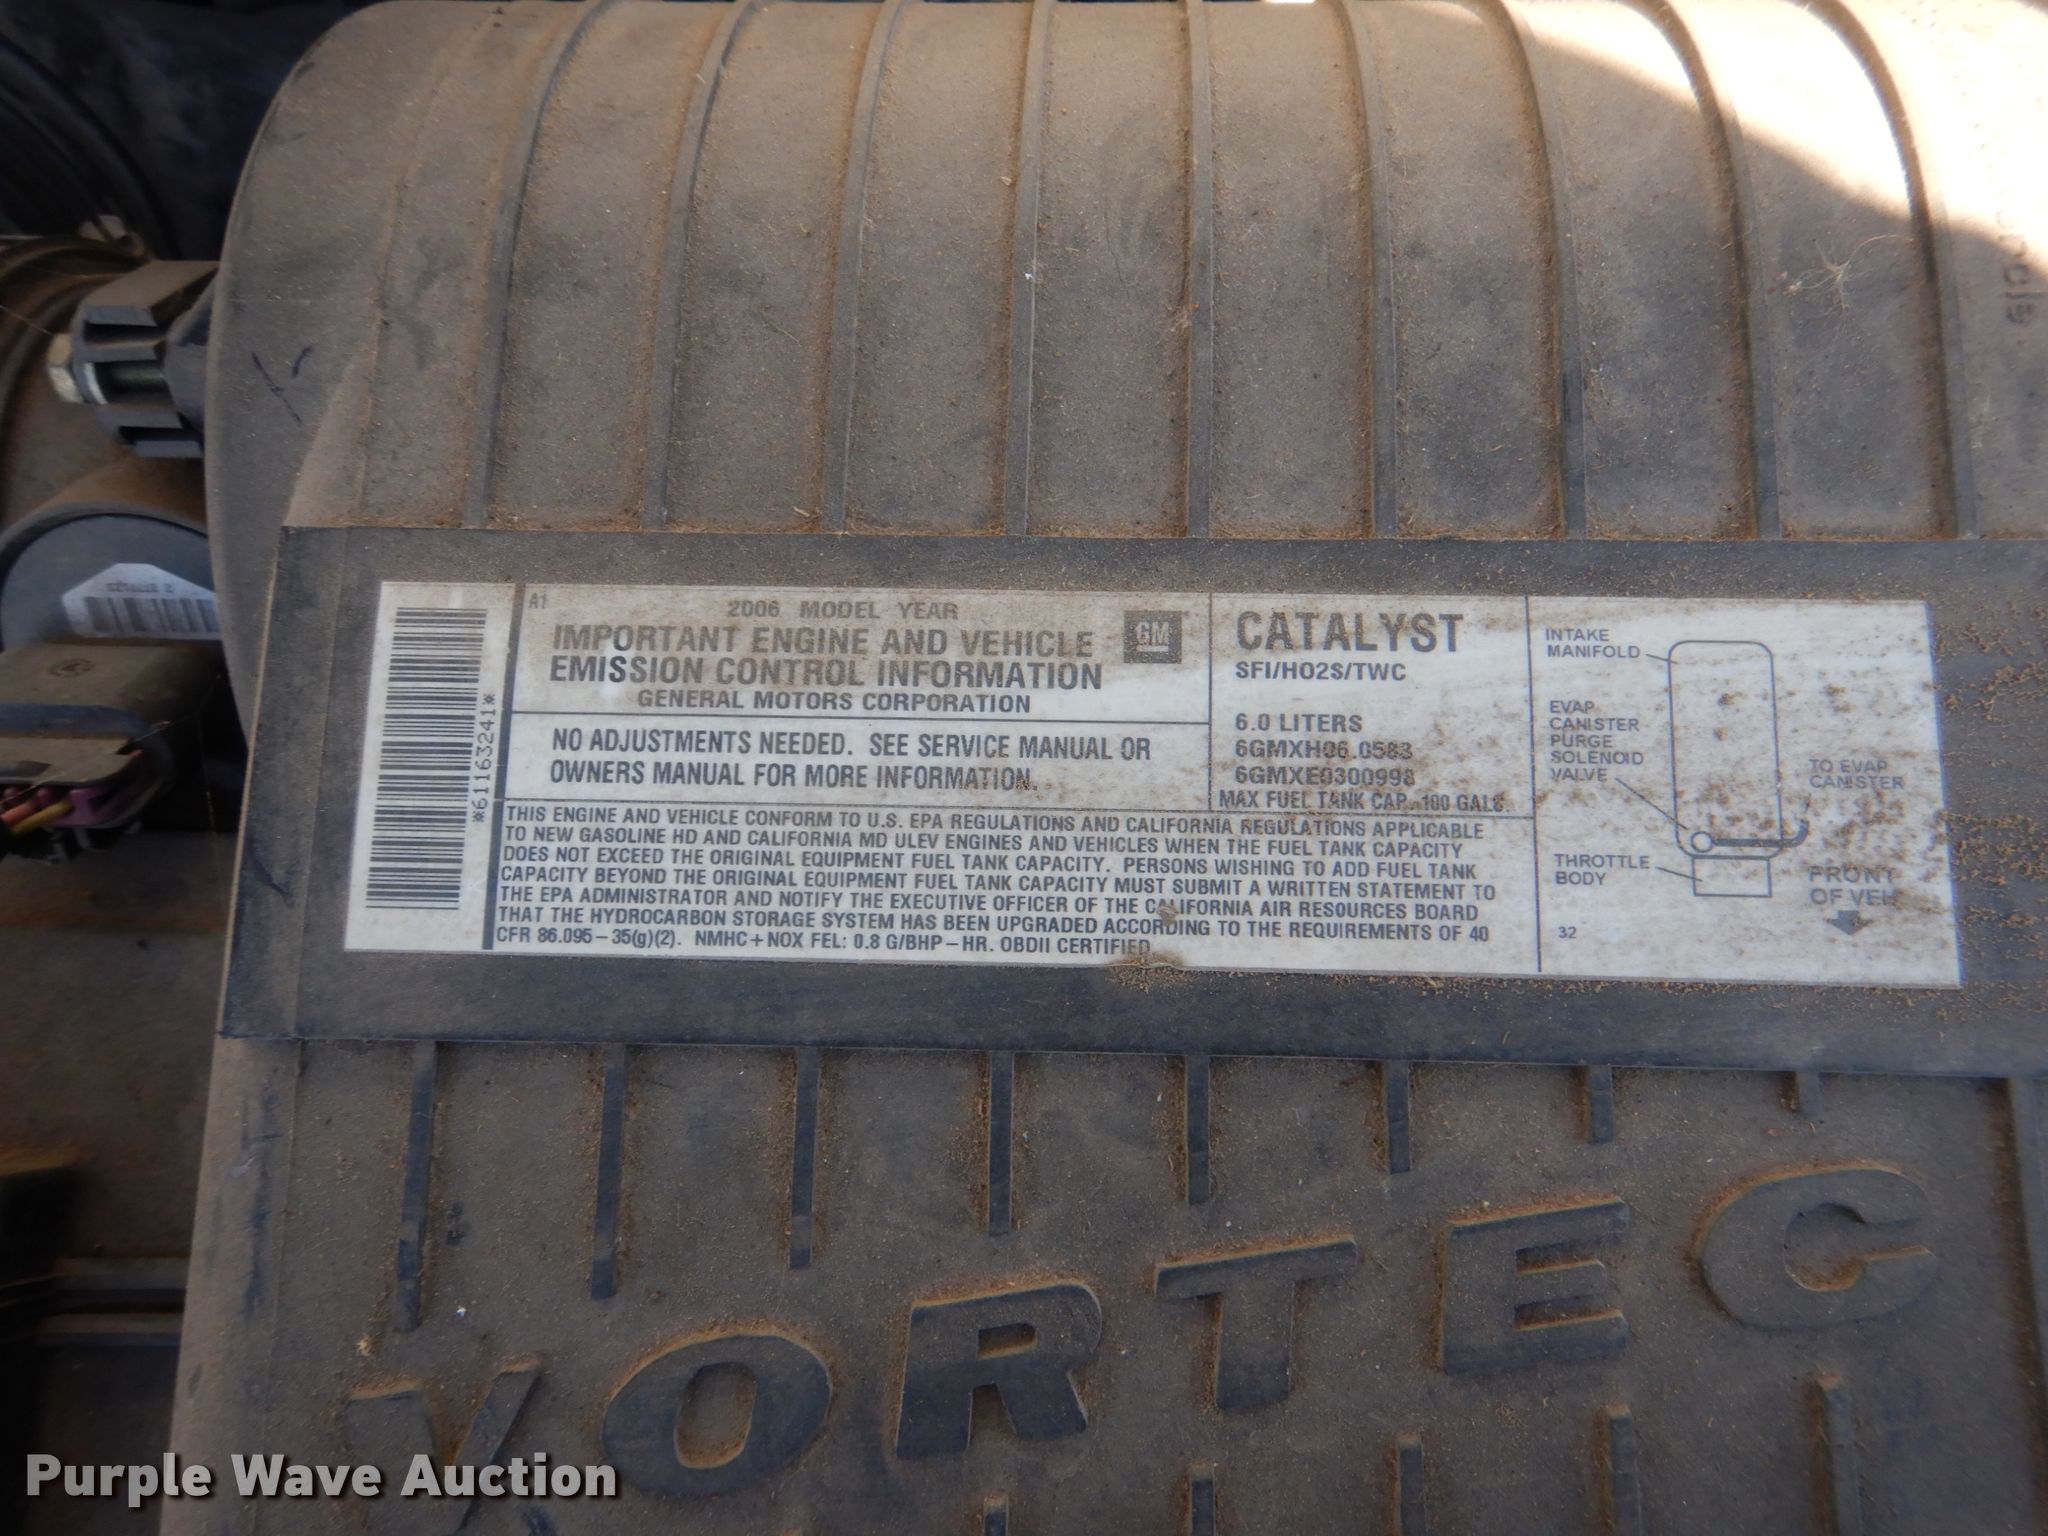 A1
2006 MODEL YEAR
IMPORTANT ENGINE AND VEHICLE
EMISSION CONTROL INFORMATION
GENERAL MOTORS CORPORATION
GM
*61163241*
NO ADJUSTMENTS NEEDED. SEE SERVICE MANUAL OR
OWNERS MANUAL FOR MORE INFORMATION.
CATALYST
SFI/HO2S/TWC
6.0 LITERS
6GMXH06.0583
6GMXE0300998
MAX FUEL TANK CAP. 100 GALS.
THIS ENGINE AND VEHICLE CONFORM TO U.S. EPA REGULATIONS AND CALIFORNIA REGULATIONS APPLICABLE
TO NEW GASOLINE HD AND CALIFORNIA MD ULEV ENGINES AND VEHICLES WHEN THE FUEL TANK CAPACITY
DOES NOT EXCEED THE ORIGINAL EQUIPMENT FUEL TANK CAPACITY. PERSONS WISHING TO ADD FUEL TANK
CAPACITY BEYOND THE ORIGINAL EQUIPMENT FUEL TANK CAPACITY MUST SUBMIT A WRITTEN STATEMENT TO
THE EPA ADMINISTRATOR AND NOTIFY THE EXECUTIVE OFFICER OF THE CALIFORNIA AIR RESOURCES BOARD
THAT THE HYDROCARBON STORAGE SYSTEM HAS BEEN UPGRADED ACCORDING TO THE REQUIREMENTS OF 40
CFR 86.095-35(g)(2). NMHC+NOX FEL: 0.8 G/BHP-HR. OBDII CERTIFIED
INTAKE
MANIFOLD
EVAP
CANISTER
PURGE
SOLENOID
VALVE
TO EVAP
CANISTER
THROTTLE
BODY
FRONT
OF VEH
32
VORTEC
Purple Wave Auction